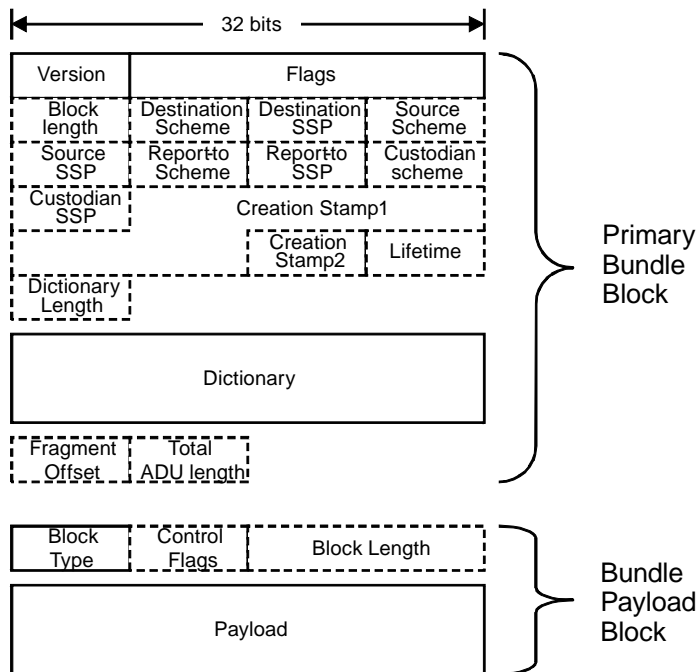 32 bits
Version
Flags
Block
length
Destination
Scheme
Destination
SSP
Source
Scheme
Source
SSP
Report-to
Scheme
Report-to
SSP
Custodian
scheme
Custodian
SSP
Creation Stamp1
Creation
Stamp2
Lifetime
Dictionary
Length
Dictionary
Fragment
Offset
Total
ADU length
Primary
Bundle
Block
Block
Type
Control
Flags
Block Length
Payload
Bundle
Payload
Block